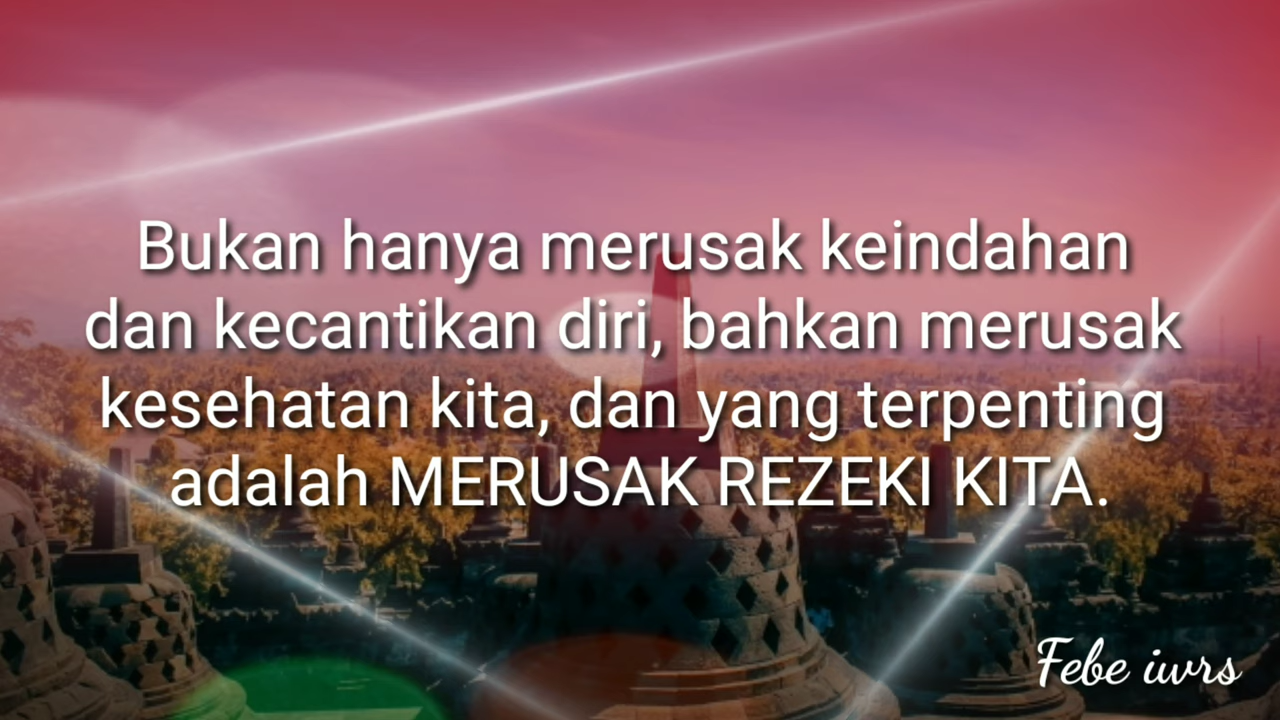 Bukan hanya merusak keindahan
dan kecantikan diri, bahkan merusak
kesehatan kita, dan yang terpenting
adalah MERUSAK REZEKI KITA.
Febe iwrs